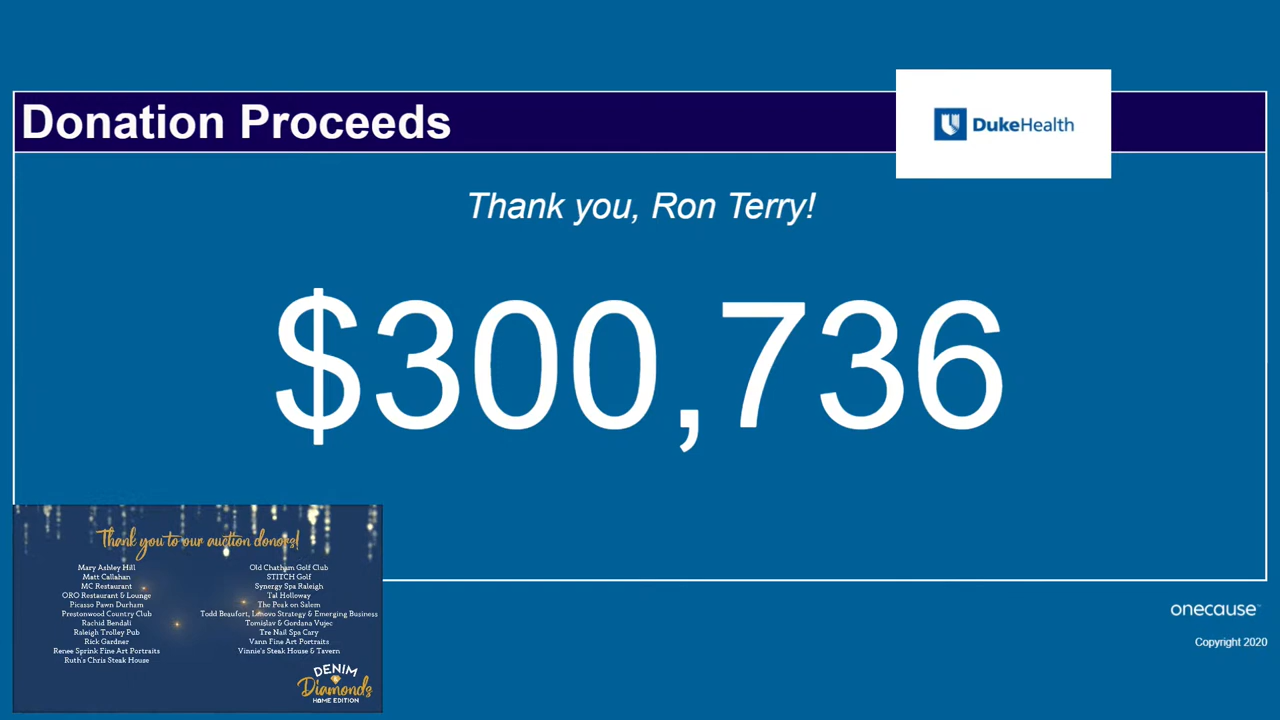 Donation Proceeds
DukeHealth
Thank you, Ron Terry!
$300,736
Thank you to our auction donors!
Mary Ashley Hill
Matt Callahan
MC Restaurant
ORO Restaurant & Lounge
Picasso Pawn Durham
Prestonwood Country Club
Rachid Bendali
Raleigh Trolley Pub
Rick Gardner
Renee Sprink Fine Art Portraits
Ruth's Chris Steak House
Old Chatham Golf Club
STITCH Golf
Synergy Spa Raleigh
Tal Holloway
The Peak on Salem
Todd Beaufort, Lenovo Strategy & Emerging Business
Tomislav & Gordana Vujec
Tre Nail Spa Cary
Vann Fine Art Portraits
Vinnie's Steak House & Tavern
DENIM
Diamonds
HOME EDITION
onecause
Copyright 2020